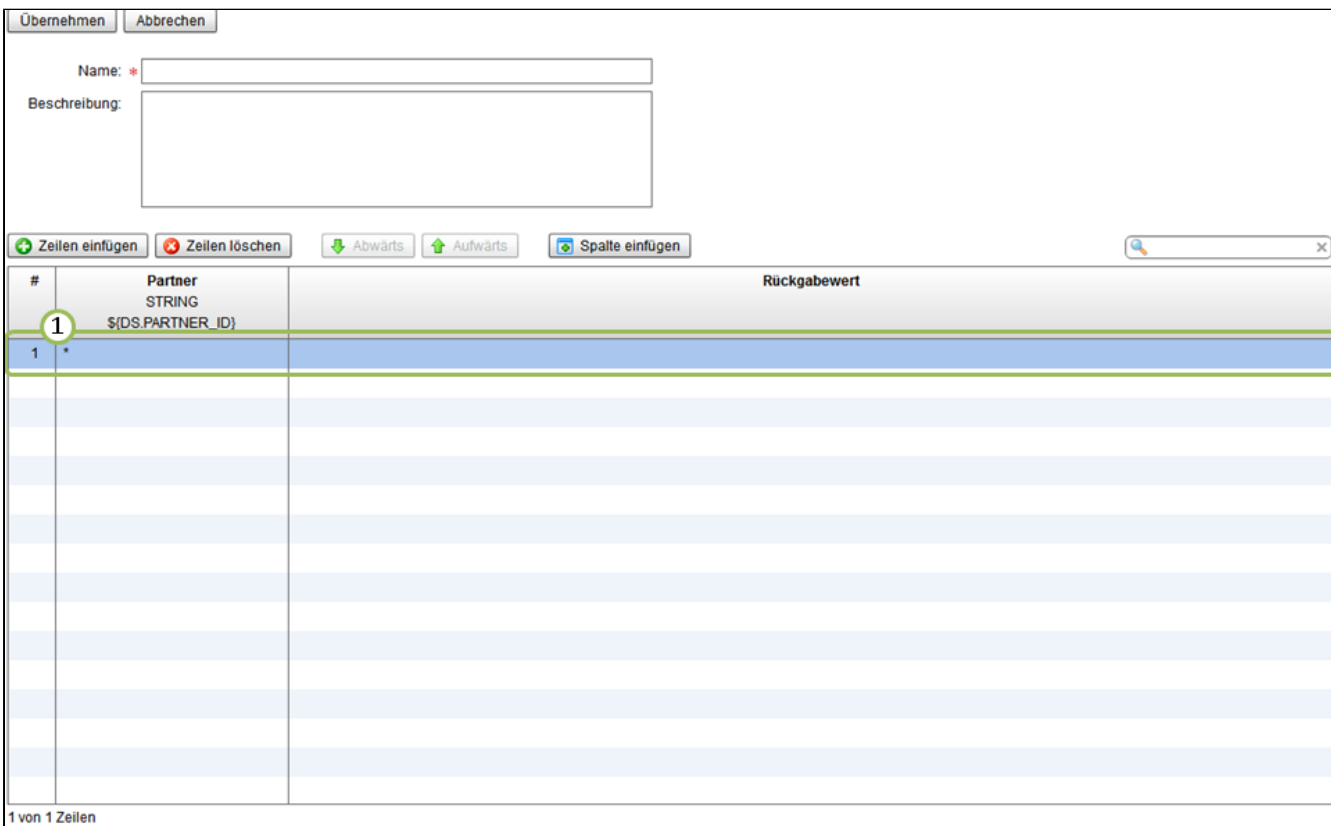 Übernehmen Abbrechen
Name: *
Beschreibung:
Zeilen einfügen Zeilen löschen Abwärts Aufwärts Spalte einfügen
# Partner Rückgabewert
STRING
${DS.PARTNER_ID}
1
1 *
1 von 1 Zeilen